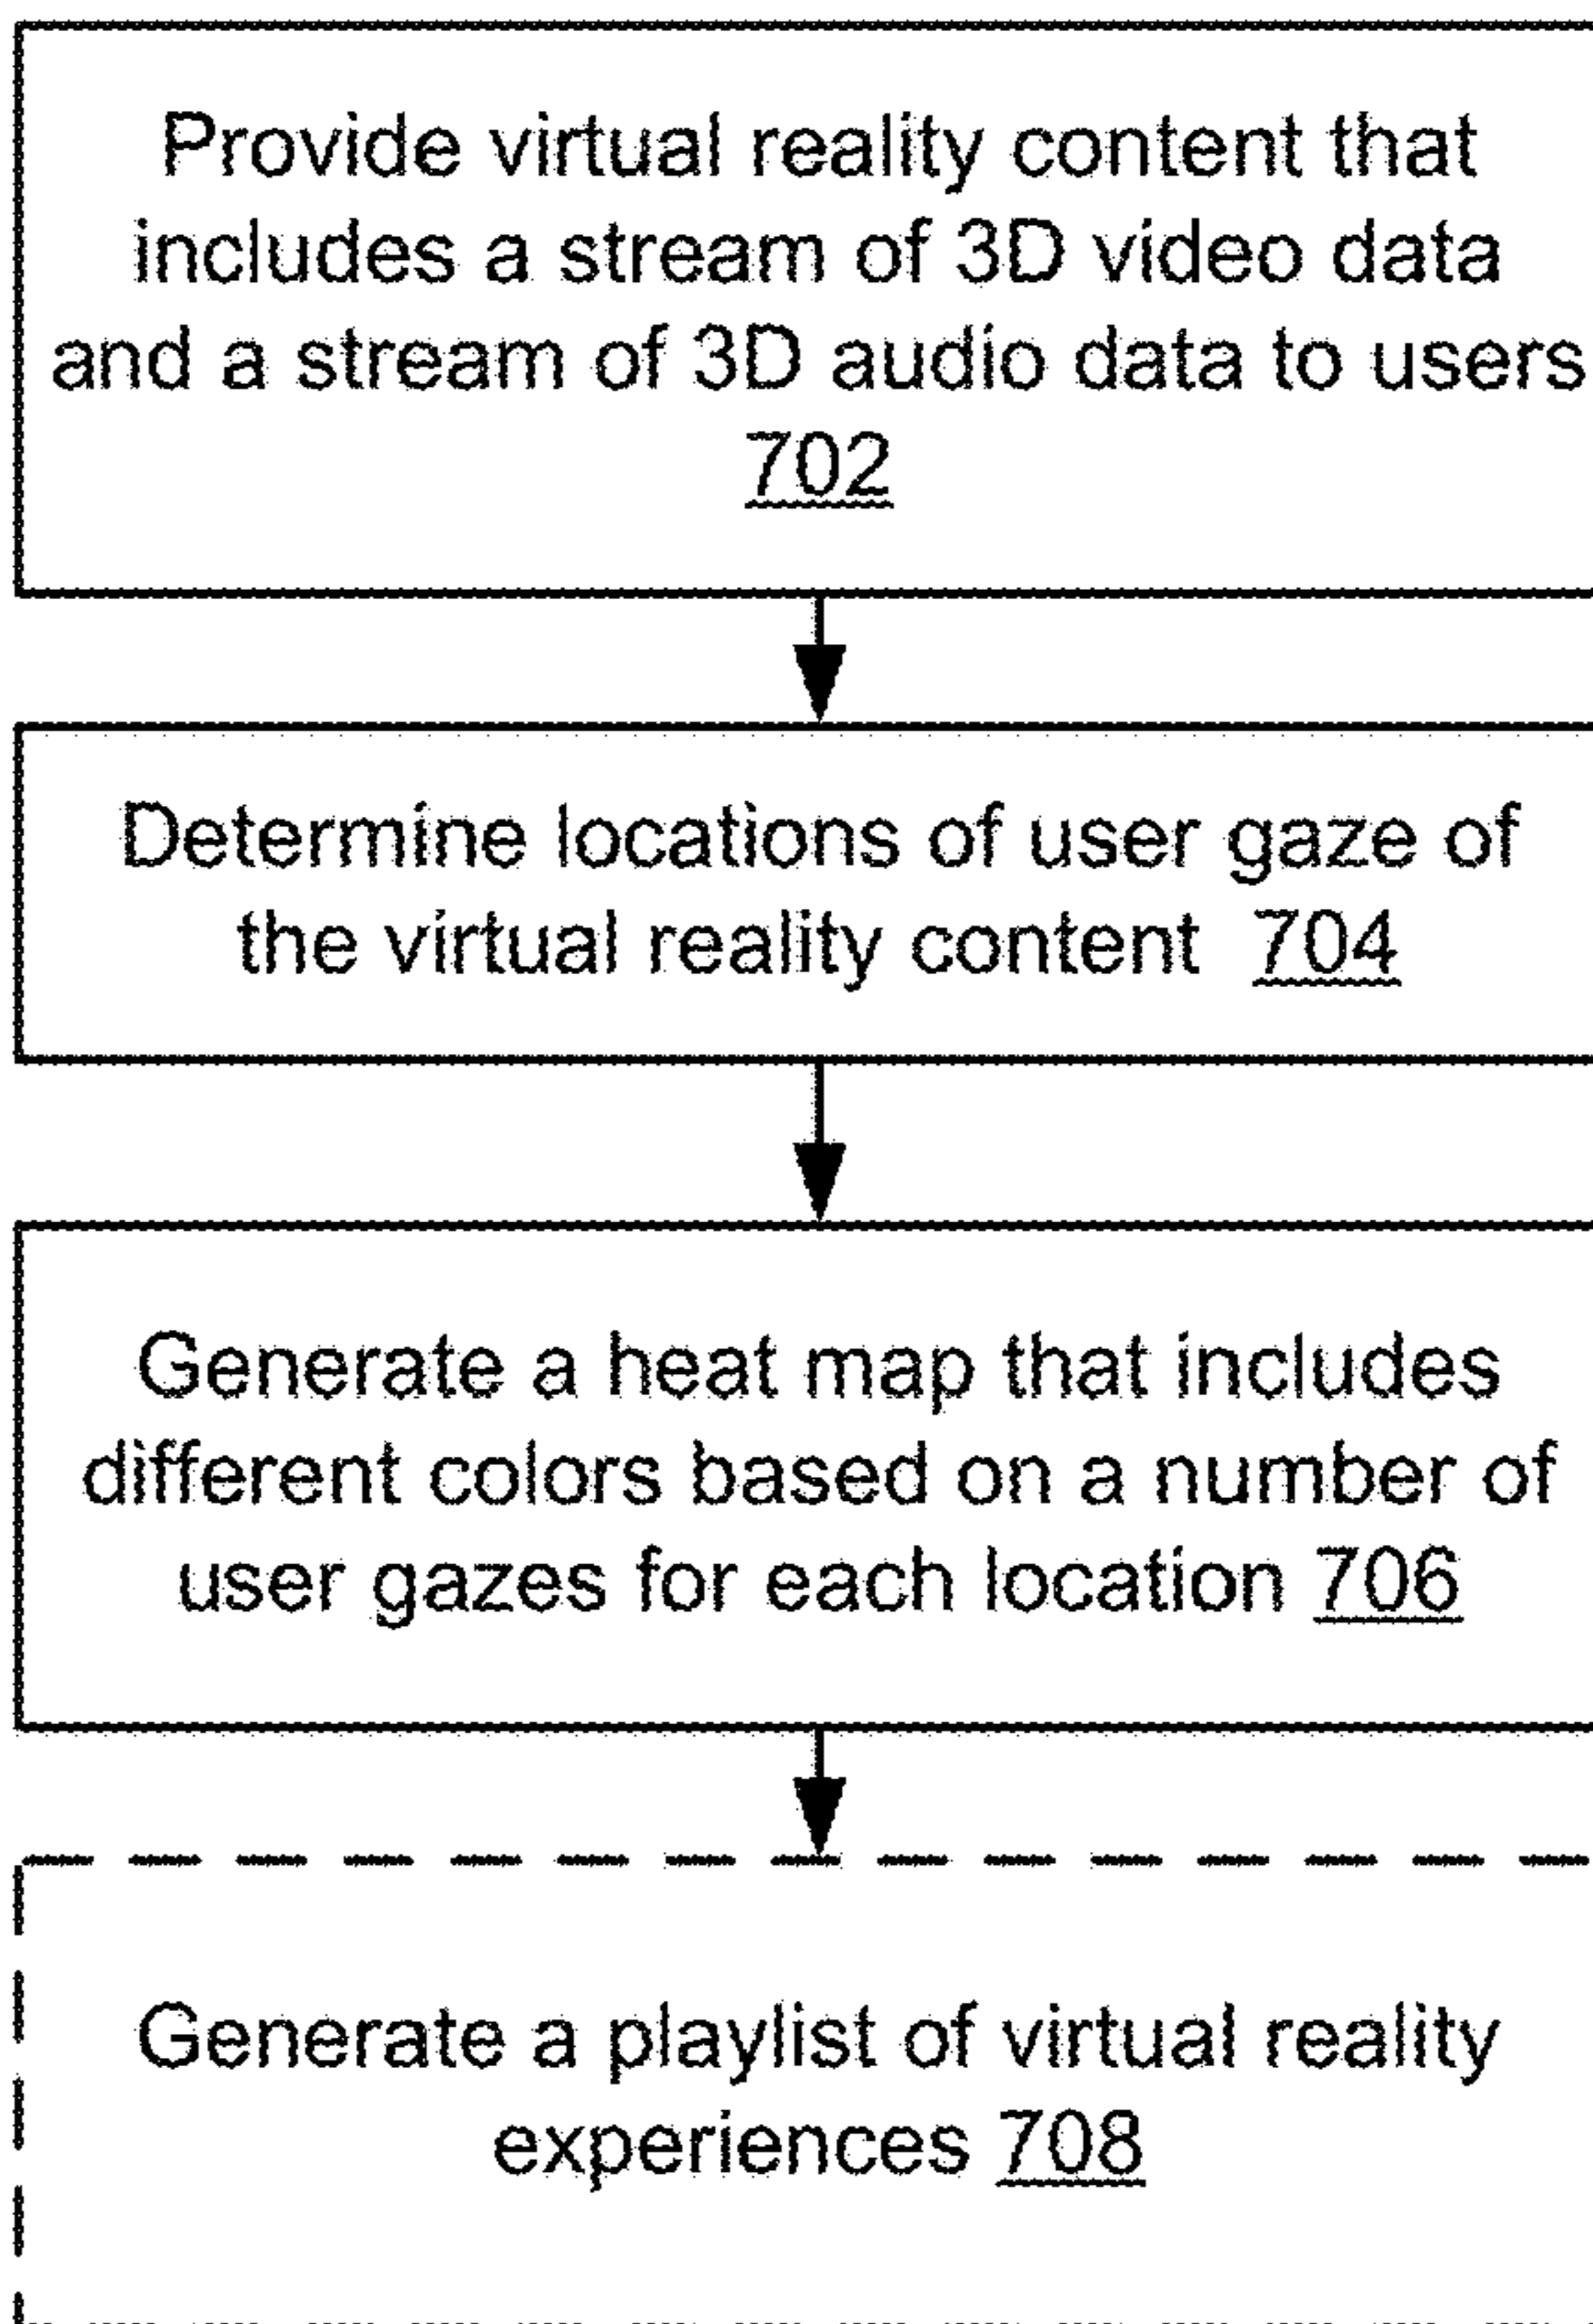 Provide virtual reality content that
includes a stream of 3D video data
and a stream of 3D audio data to users
702
Determine locations of user gaze of
the virtual reality content 704
Generate a heat map that includes
different colors based on a number of
user gazes for each location 706
Generate a playlist of virtual reality
experiences 708